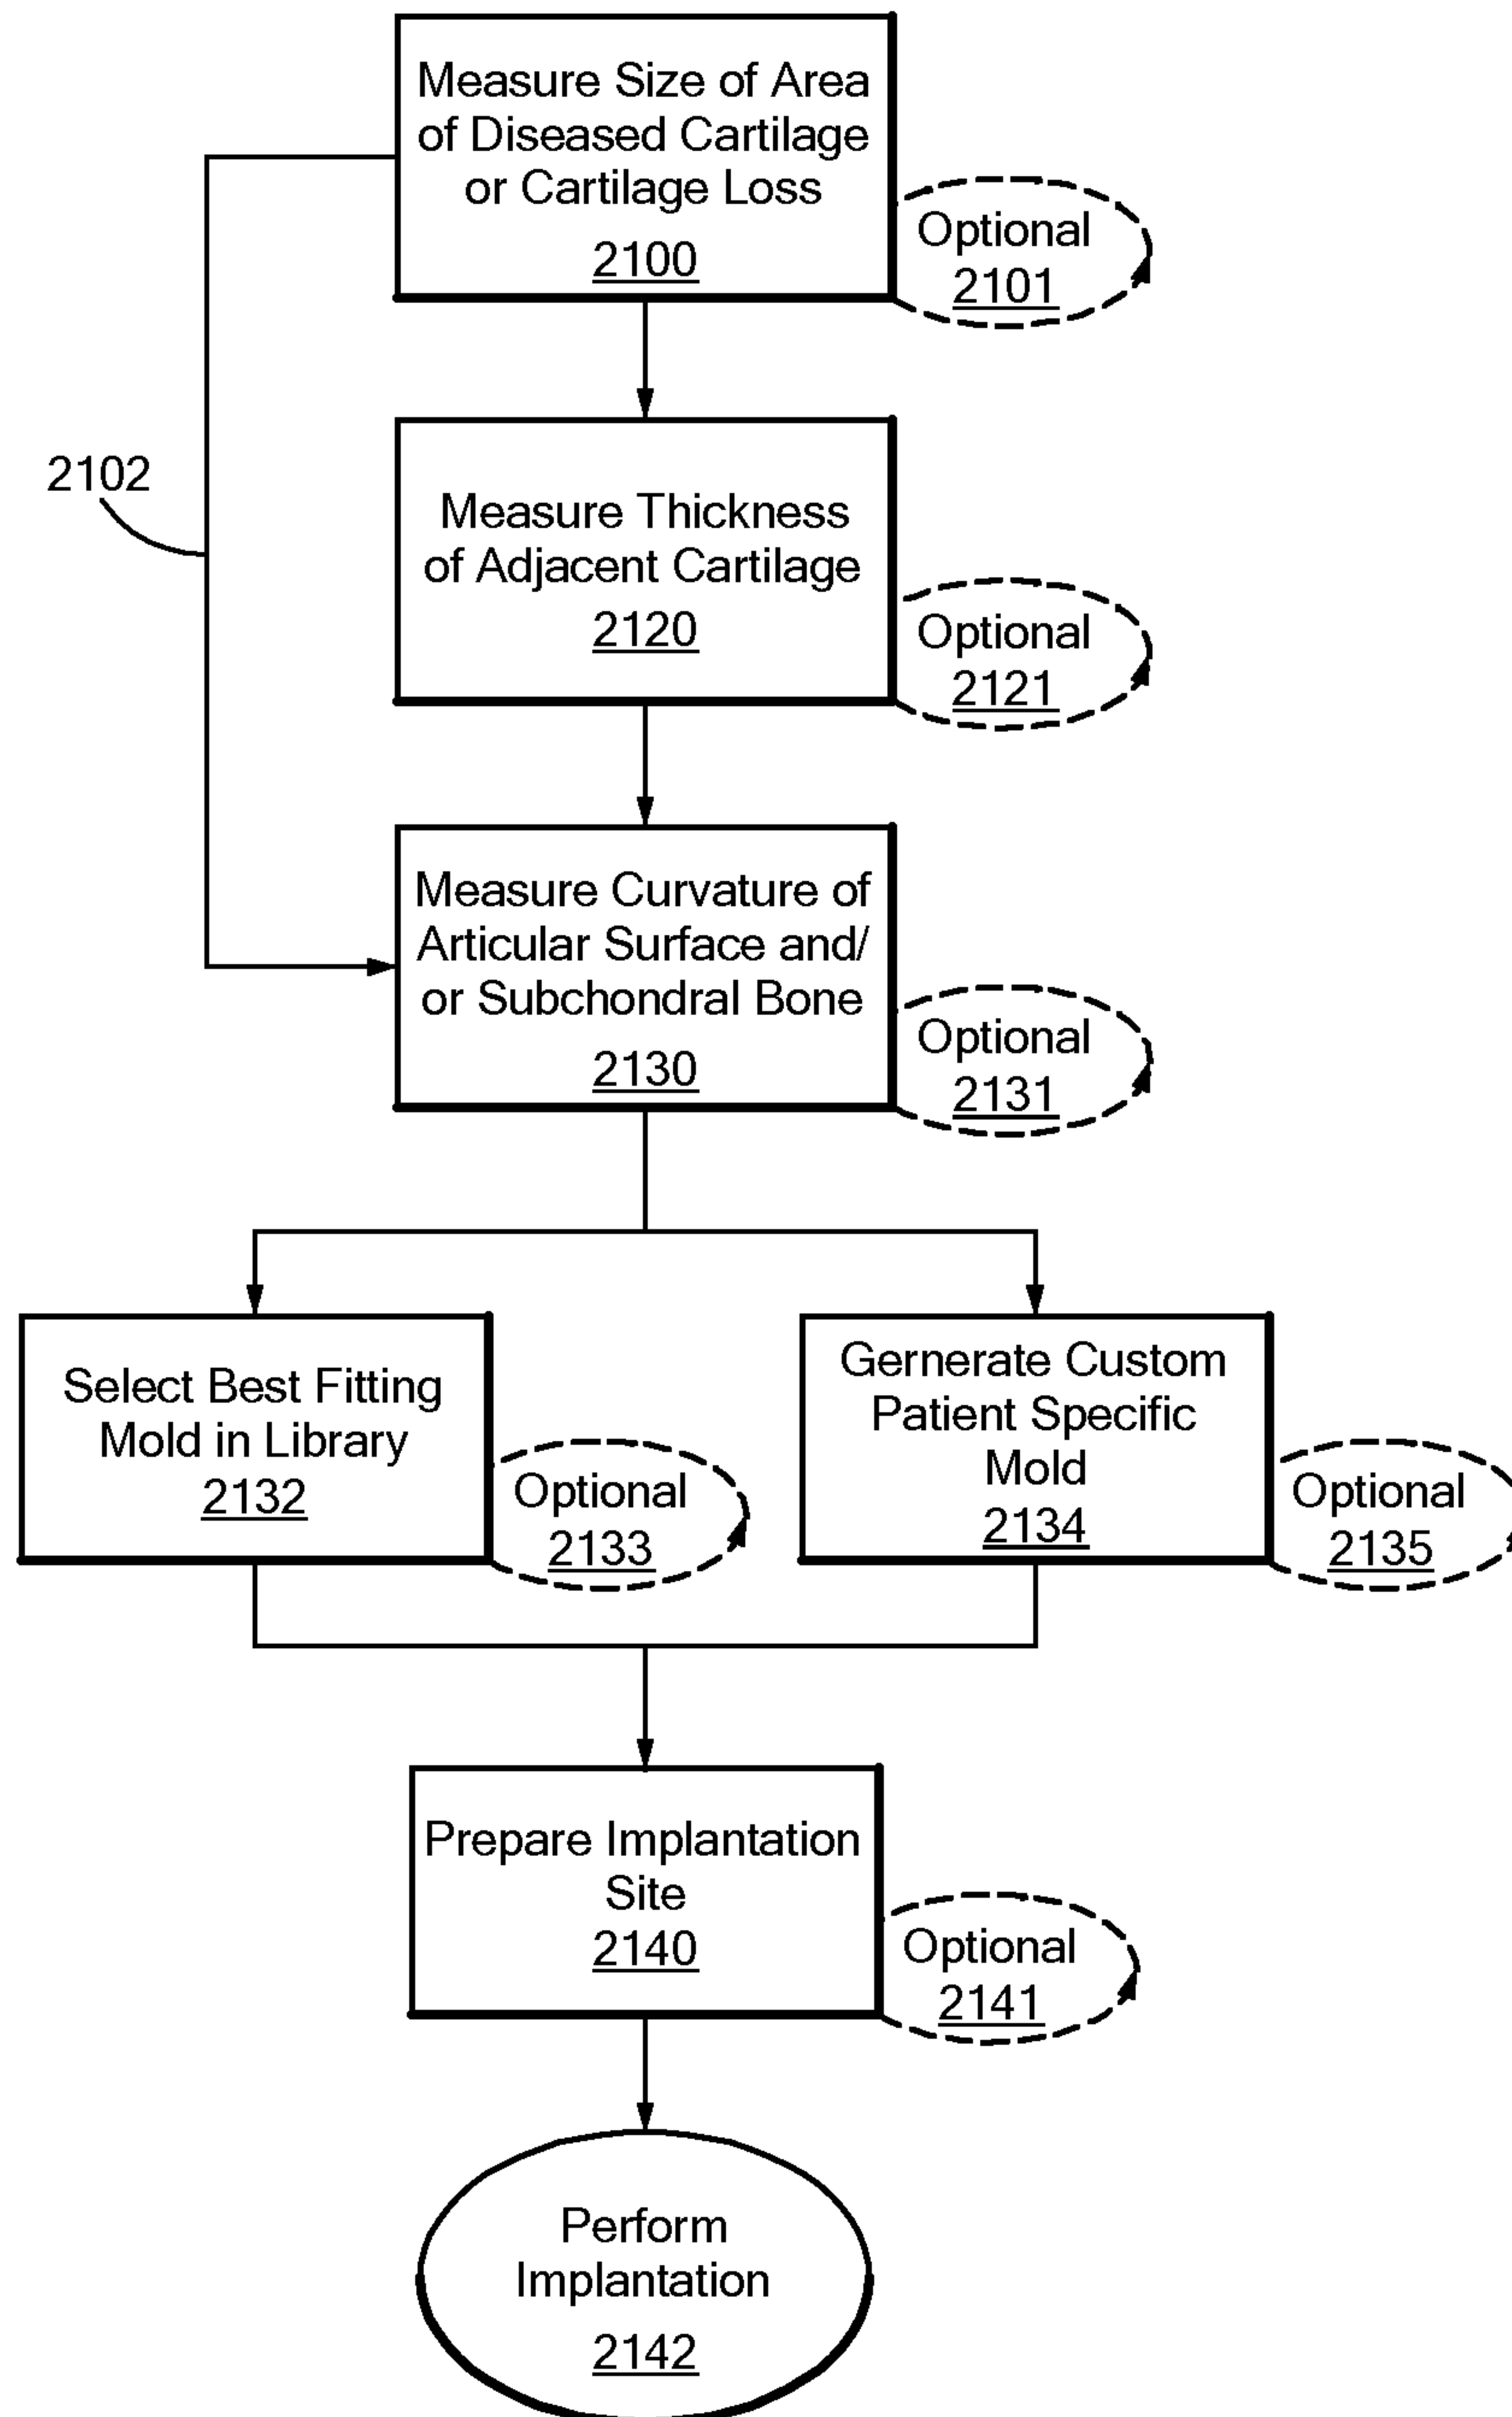 Measure Size of Area
of Diseased Cartilage
or Cartilage Loss
2100
Optional
2101
2102
Measure Thickness
of Adjacent Cartilage
2120
Optional
2121
Measure Curvature of
Articular Surface and/
or Subchondral Bone
2130
Optional
2131
Select Best Fitting
Mold in Library
2132
Optional
2133
Gernerate Custom
Patient Specific
Mold
2134
Optional
2135
Prepare Implantation
Site
2140
Optional
2141
Perform
Implantation
2142